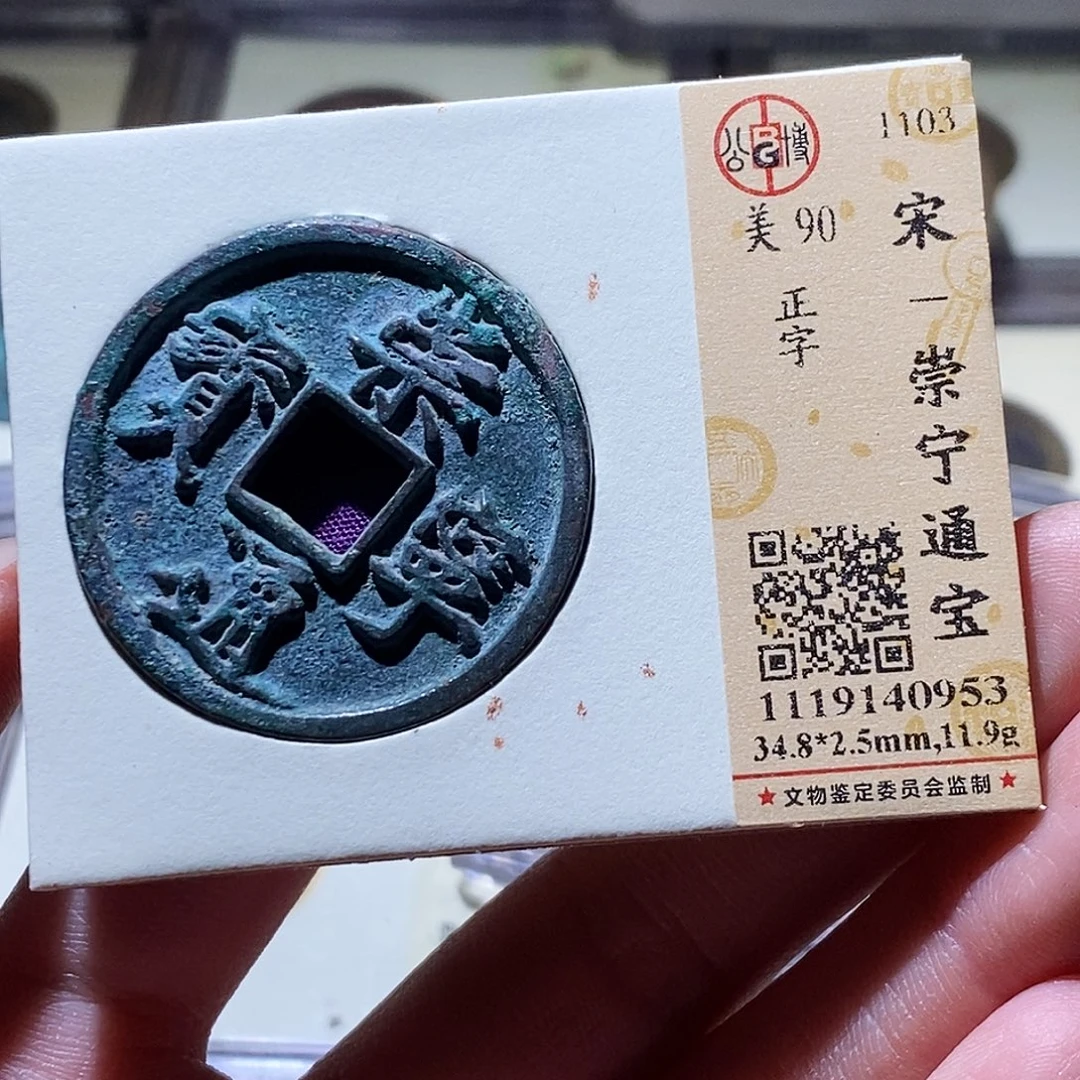 崇寧通寳
公博
1103
美 90
正字
宋 一 崇宁通宝
1119140953
34.8*2.5mm,11.9g
★文物鉴定委员会监制★